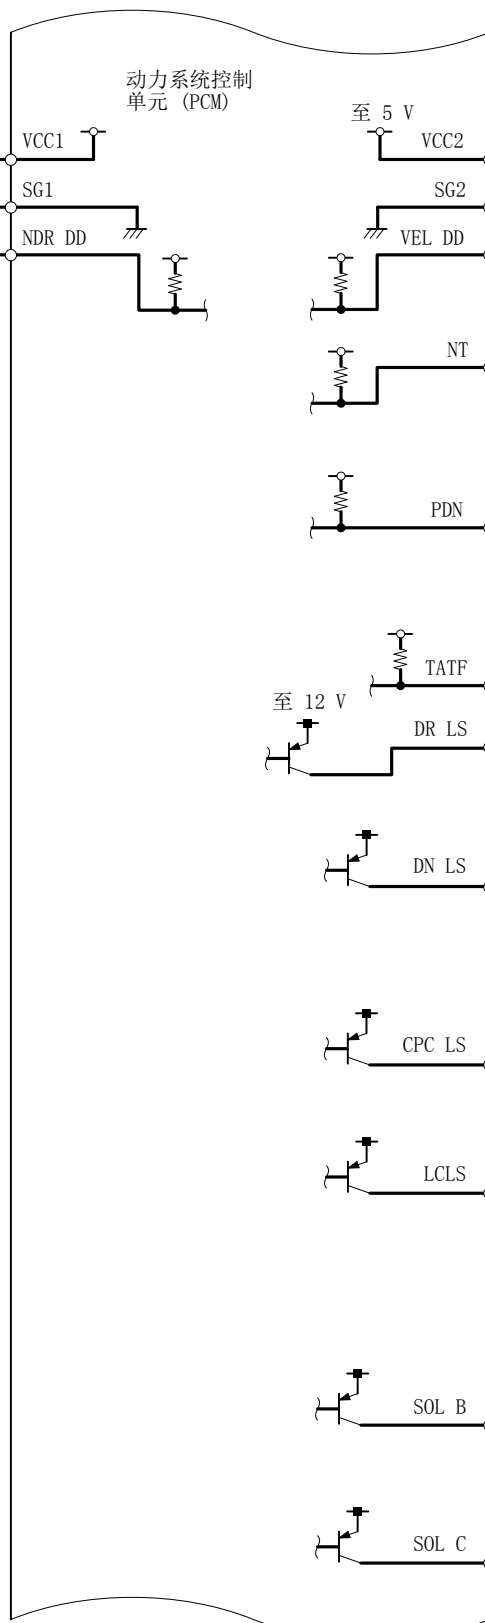 动力系统控制
单元 (PCM)
至 5 V
VCC1
VCC2
SG1
SG2
NDR DD
VEL DD
NT
PDN
TATF
至 12 V
DR LS
DN LS
CPC LS
LCLS
SOL B
SOL C